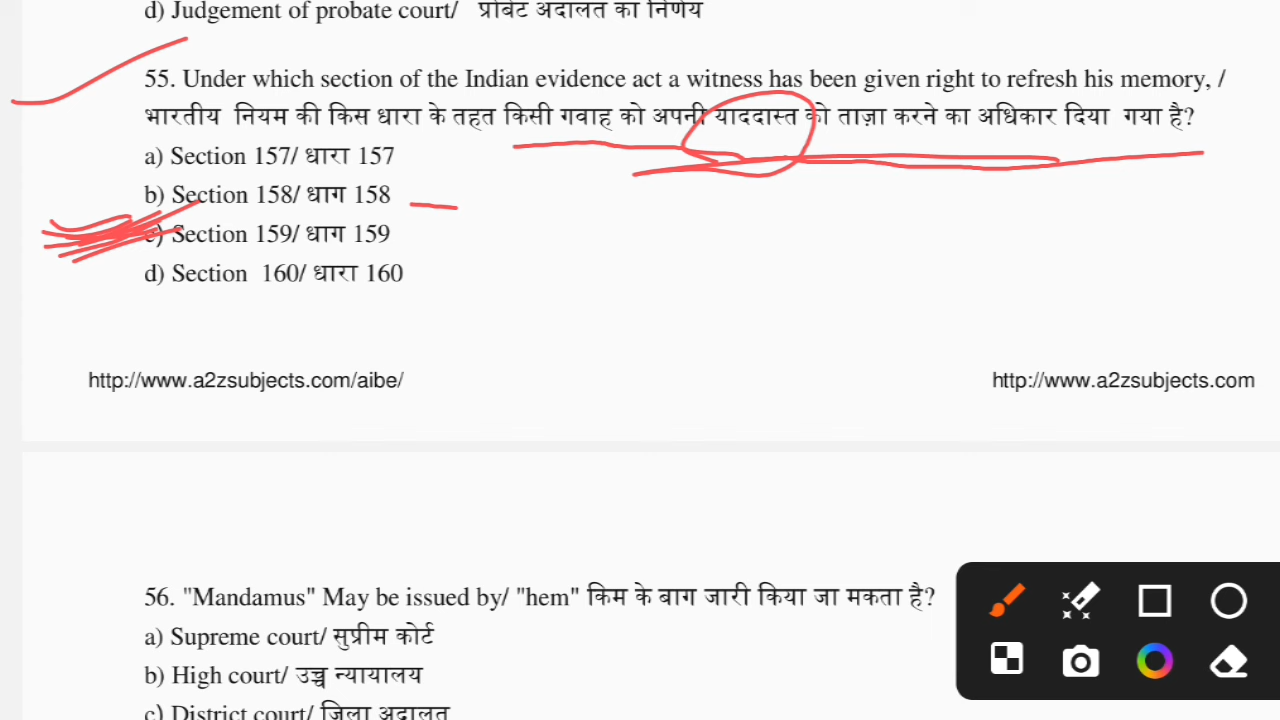 d) Judgement of probate court/ प्रोबेट अदालत का निर्णय
55. Under which section of the Indian evidence act a witness has been given right to refresh his memory, /
भारतीय नियम की किस धारा के तहत किसी गवाह को अपनी याददास्त को ताज़ा करने का अधिकार दिया गया है?
a) Section 157/ धारा 157
b) Section 158/ धाग 158
c) Section 159/ धाग 159
d) Section 160/ धारा 160
http://www.a2zsubjects.com/aibe/
http://www.a2zsubjects.com
56. "Mandamus" May be issued by/ "hem" किम के बाग जारी किया जा मकता है?
a) Supreme court/ सुप्रीम कोर्ट
b) High court/ उच्च न्यायालय
c) District court/ जिला अदालत